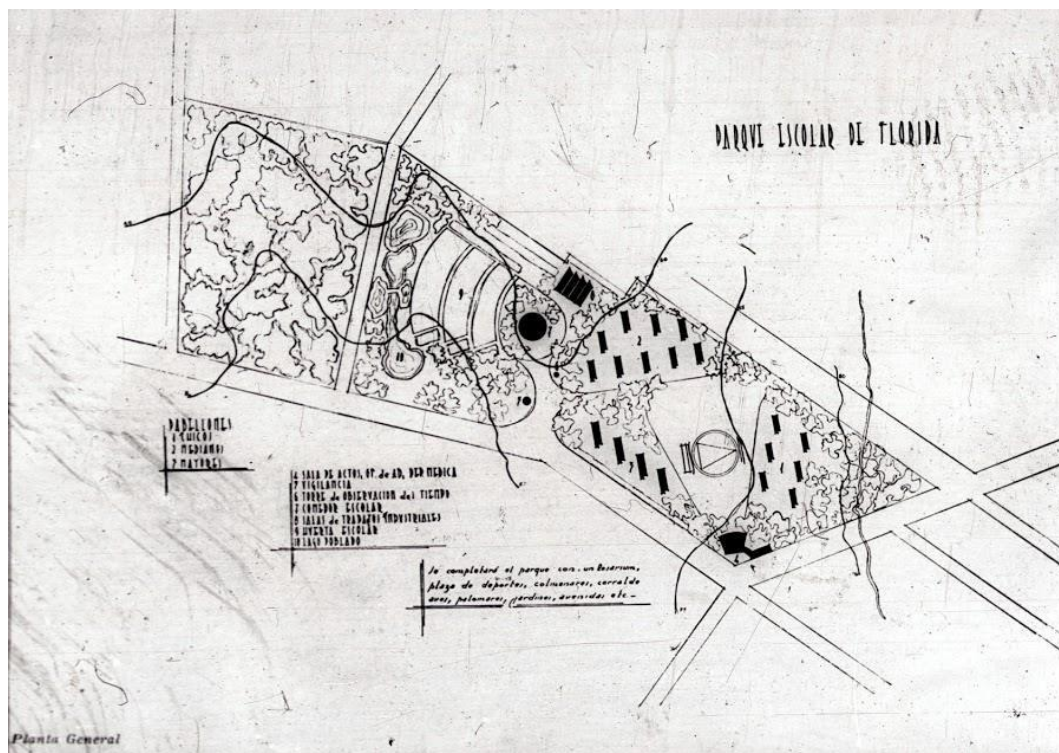 PARQUE ESCOLAR DE FLORIDA
PABELLONES
1 CHICOS
2 MEDIANOS
3 MAYORES
4 SALA DE ACTOS, OF. de AD, DEP MEDICA
5 VIGILANCIA
6 TORRE de OBSERVACION del TIEMPO
7 COMEDOR ESCOLAR
8 SALAS de TRABAJOS INDUSTRIALES
9 HUERTA ESCOLAR
10 LAGO POBLADO
Se completará el parque con un Rosarium,
plaza de deportes, colmenares, corral de
aves, palomares, jardines, avenidas etc-
Planta General